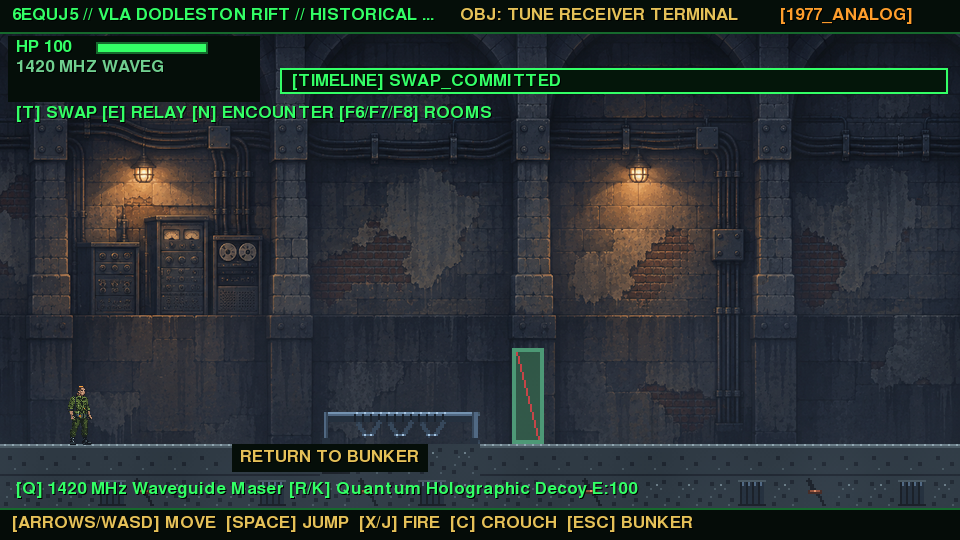 6EQUJ5 // VLA DODLESTON RIFT // HISTORICAL ... OBJ: TUNE RECEIVER TERMINAL [1977_ANALOG]
HP 100
1420 MHZ WAVEG
[TIMELINE] SWAP_COMMITTED
[T] SWAP [E] RELAY [N] ENCOUNTER [F6/F7/F8] ROOMS
RETURN TO BUNKER
[Q] 1420 MHz Waveguide Maser [R/K] Quantum Holographic Decoy E:100
[ARROWS/WASD] MOVE [SPACE] JUMP [X/J] FIRE [C] CROUCH [ESC] BUNKER